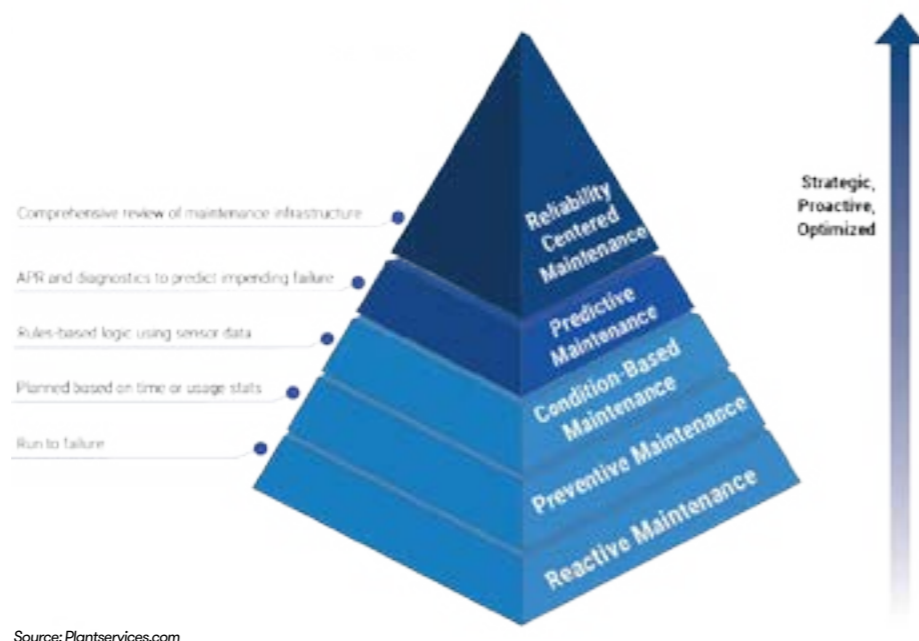 Comprehensive review of maintenance infrastructure
APR and diagnostics to predict impending failure
Rules-based logic using sensor data
Planned based on time or usage stats
Run to failure
Reliability
Centered
Maintenance
Predictive
Maintenance
Condition-Based
Maintenance
Preventive Maintenance
Reactive Maintenance
Strategic,
Proactive,
Optimized
Source: Plantservices.com